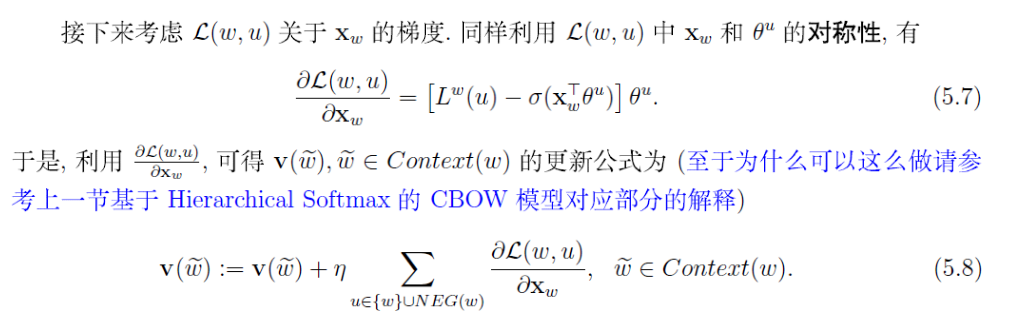 接下来考虑 $\mathcal{L}(w,u)$ 关于 $\mathbf{x}_w$ 的梯度. 同样利用 $\mathcal{L}(w,u)$ 中 $\mathbf{x}_w$ 和 $\theta^u$ 的对称性, 有
$\frac{\partial \mathcal{L}(w,u)}{\partial \mathbf{x}_w} = \left[L^w(u) - \sigma(\mathbf{x}_w^\top \theta^u)\right]\theta^u.$ (5.7)
于是, 利用 $\frac{\partial \mathcal{L}(w,u)}{\partial \mathbf{x}_w}$, 可得 $\mathbf{v}(\widetilde{w}), \widetilde{w} \in Context(w)$ 的更新公式为 (至于为什么可以这么做请参
考上一节基于 Hierarchical Softmax 的 CBOW 模型对应部分的解释)
$\mathbf{v}(\widetilde{w}) := \mathbf{v}(\widetilde{w}) + \eta \sum_{u \in \{w\} \cup NEG(w)} \frac{\partial \mathcal{L}(w,u)}{\partial \mathbf{x}_w}, \quad \widetilde{w} \in Context(w).$ (5.8)